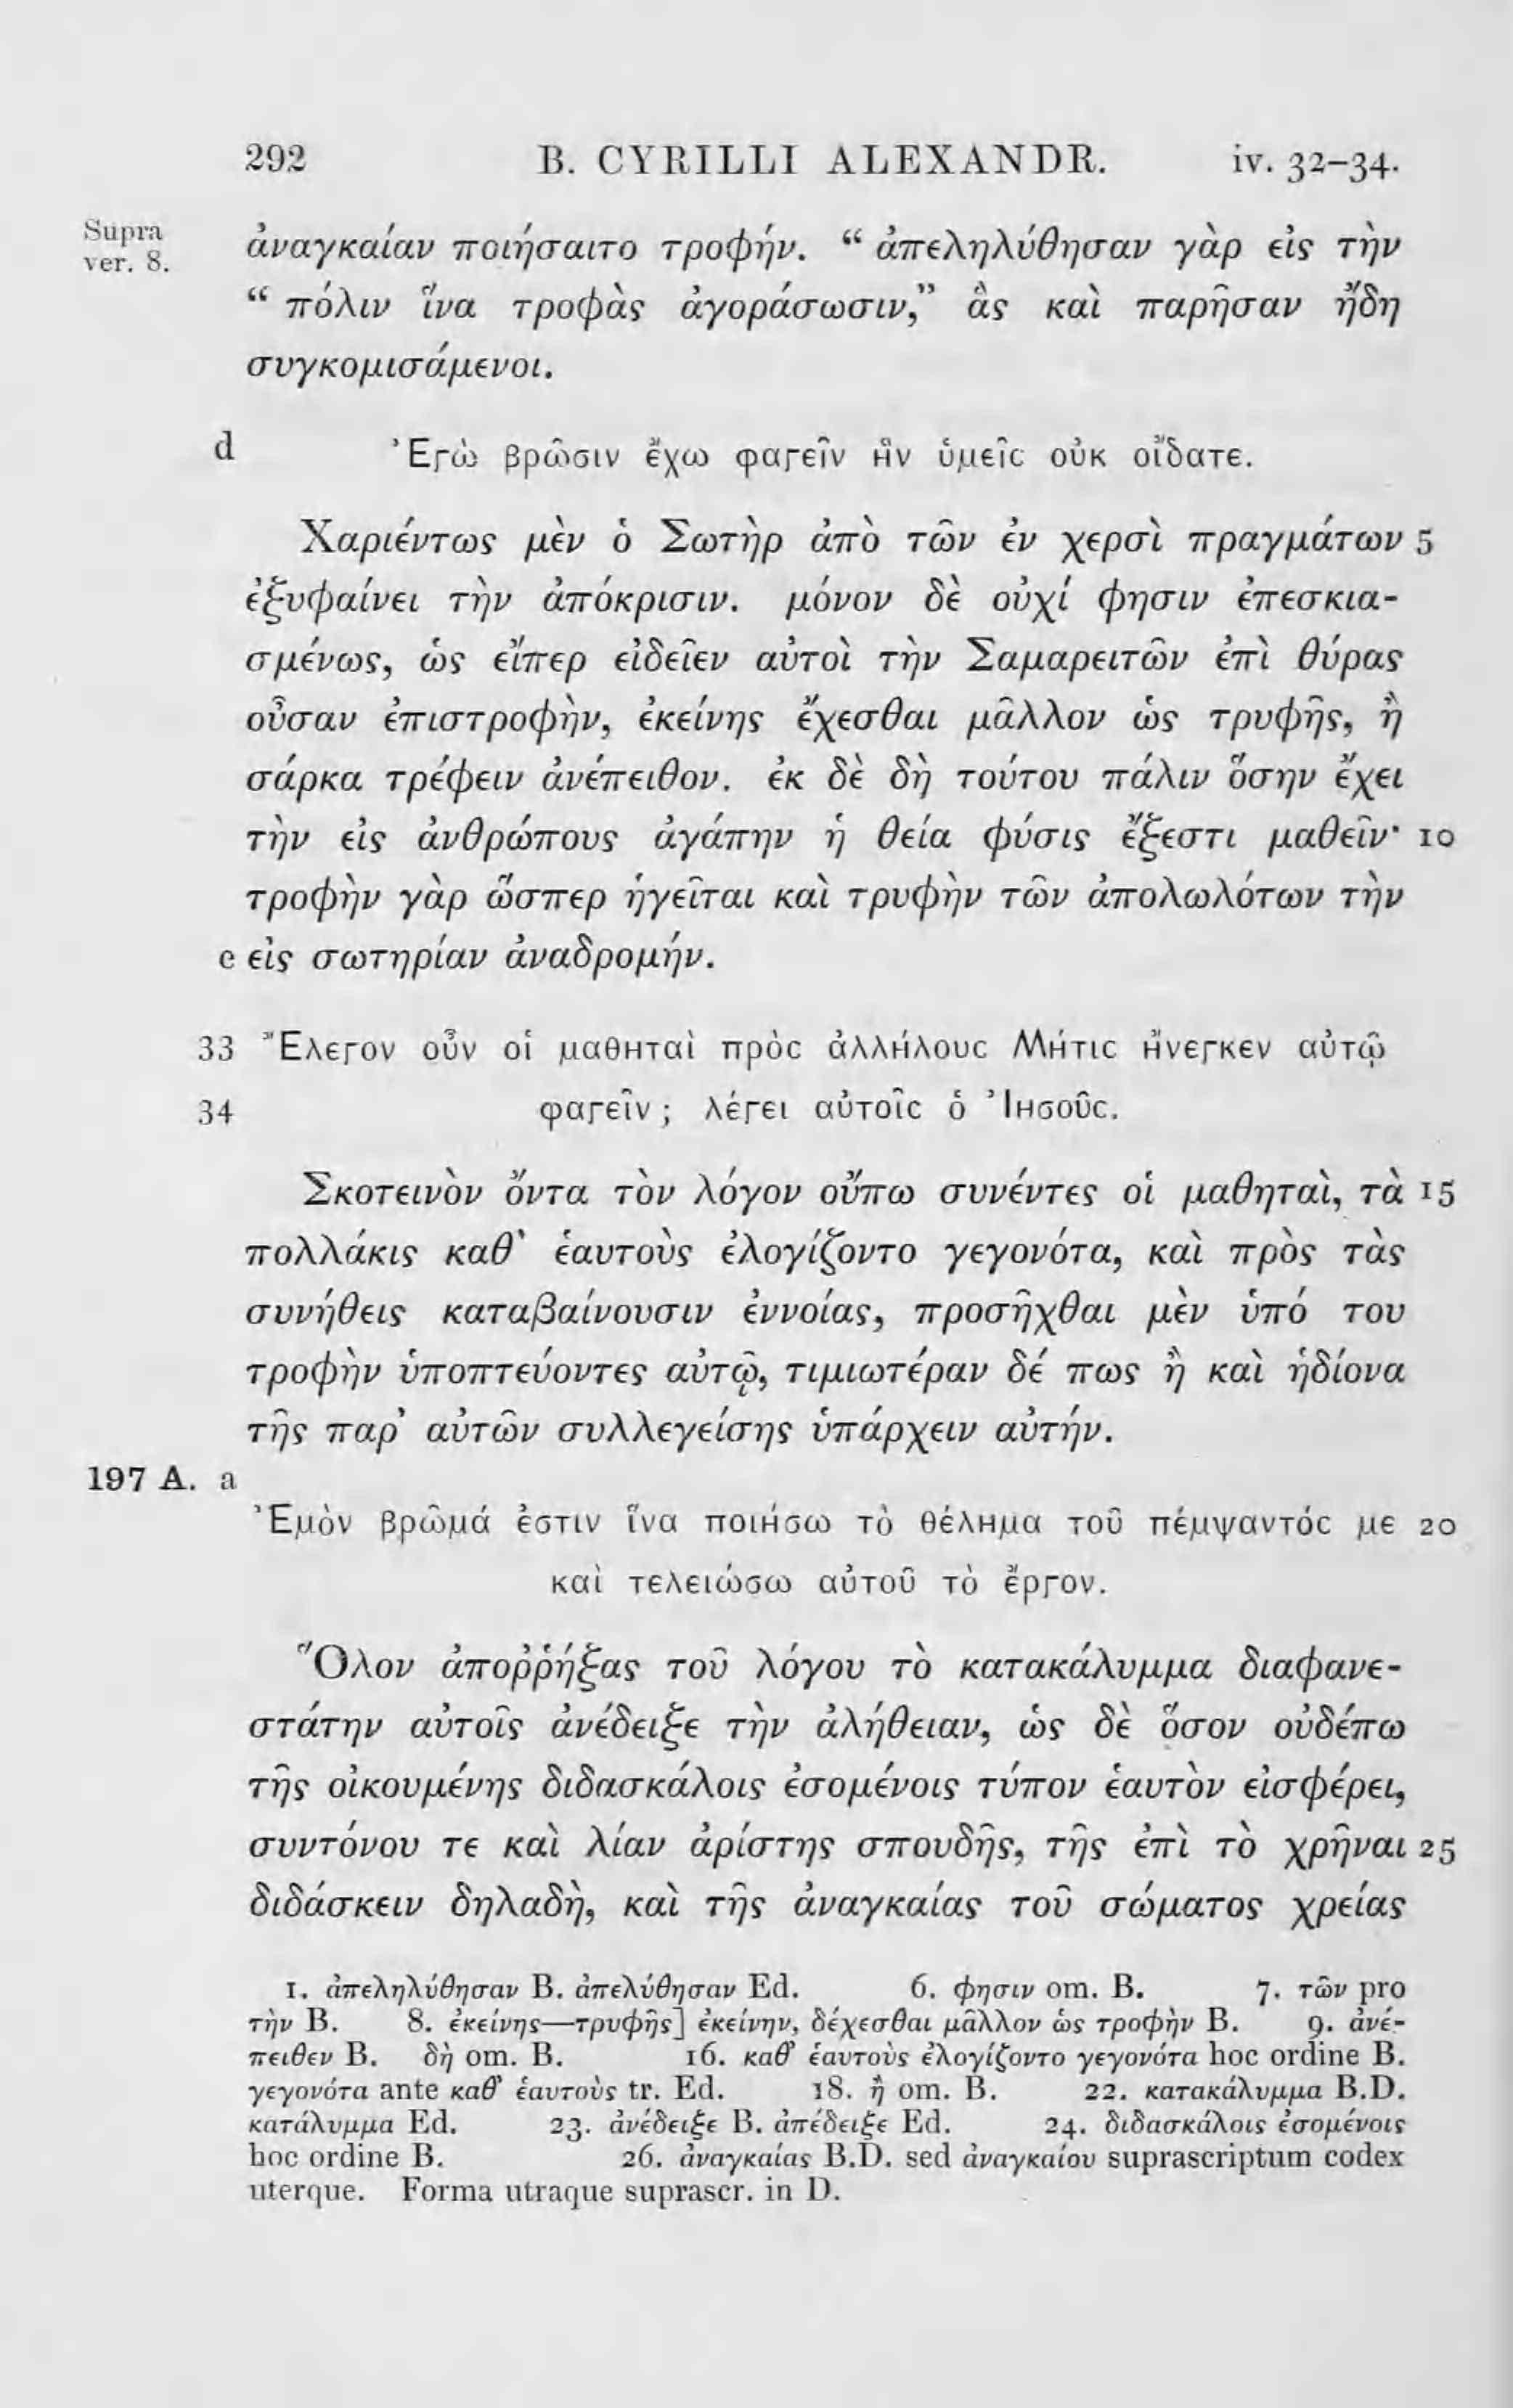 292 B. CYRILLI ALEXANDR. iv. 32–34.
Supra
ver. 8.
ἀναγκαίαν ποιήσαιτο τροφήν. “ ἀπεληλύθησαν γὰρ εἰς τὴν
“ πόλιν ἵνα τροφὰς ἀγοράσωσιν,” ἃς καὶ παρῆσαν ἤδη
συγκομισάμενοι.
d Ἐγὼ βρῶσιν ἔχω φαγεῖν ἣν ὑμεῖς οὐκ οἴδατε.
Χαριέντως μὲν ὁ Σωτὴρ ἀπὸ τῶν ἐν χερσὶ πραγμάτων 5
ἐξυφαίνει τὴν ἀπόκρισιν. μόνον δὲ οὐχί φησιν ἐπεσκια-
σμένως, ὡς εἴπερ εἰδεῖεν αὐτοὶ τὴν Σαμαρειτῶν ἐπὶ θύρας
οὖσαν ἐπιστροφὴν, ἐκείνης ἔχεσθαι μᾶλλον ὡς τρυφῆς, ἢ
σάρκα τρέφειν ἀνέπειθον. ἐκ δὲ δὴ τούτου πάλιν ὅσην ἔχει
τὴν εἰς ἀνθρώπους ἀγάπην ἡ θεία φύσις ἔξεστι μαθεῖν· 10
τροφὴν γὰρ ὥσπερ ἡγεῖται καὶ τρυφὴν τῶν ἀπολωλότων τὴν
e εἰς σωτηρίαν ἀναδρομήν.
33 Ἔλεγον οὖν οἱ μαθηταὶ πρὸς ἀλλήλους Μήτις ἤνεγκεν αὐτῷ
34 φαγεῖν ; λέγει αὐτοῖς ὁ Ἰησοῦς.
Σκοτεινὸν ὄντα τὸν λόγον οὔπω συνέντες οἱ μαθηταὶ, τὰ 15
πολλάκις καθ’ ἑαυτοὺς ἐλογίζοντο γεγονότα, καὶ πρὸς τὰς
συνήθεις καταβαίνουσιν ἐννοίας, προσῆχθαι μὲν ὑπό του
τροφὴν ὑποπτεύοντες αὐτῷ, τιμιωτέραν δέ πως ἢ καὶ ἡδίονα
τῆς παρ’ αὐτῶν συλλεγείσης ὑπάρχειν αὐτήν.
197 A. a
Ἐμὸν βρῶμά ἐστιν ἵνα ποιήσω τὸ θέλημα τοῦ πέμψαντός με 20
καὶ τελειώσω αὐτοῦ τὸ ἔργον.
Ὅλον ἀποῤῥήξας τοῦ λόγου τὸ κατακάλυμμα διαφανε-
στάτην αὐτοῖς ἀνέδειξε τὴν ἀλήθειαν, ὡς δὲ ὅσον οὐδέπω
τῆς οἰκουμένης διδασκάλοις ἐσομένοις τύπον ἑαυτὸν εἰσφέρει,
συντόνου τε καὶ λίαν ἀρίστης σπουδῆς, τῆς ἐπὶ τὸ χρῆναι 25
διδάσκειν δηλαδὴ, καὶ τῆς ἀναγκαίας τοῦ σώματος χρείας
1. ἀπεληλύθησαν B. ἀπελύθησαν Ed. 6. φησιν om. B. 7. τῶν pro
τὴν B. 8. ἐκείνης—τρυφῆς] ἐκείνην, δέχεσθαι μᾶλλον ὡς τροφὴν B. 9. ἀνέ-
πειθεν B. δὴ om. B. 16. καθ’ ἑαυτοὺς ἐλογίζοντο γεγονότα hoc ordine B.
γεγονότα ante καθ’ ἑαυτοὺς tr. Ed. 18. ἢ om. B. 22. κατακάλυμμα B.D.
κατάλυμμα Ed. 23. ἀνέδειξε B. ἀπέδειξε Ed. 24. διδασκάλοις ἐσομένοις
hoc ordine B. 26. ἀναγκαίας B.D. sed ἀναγκαίου suprascriptum codex
uterque. Forma utraque suprascr. in D.